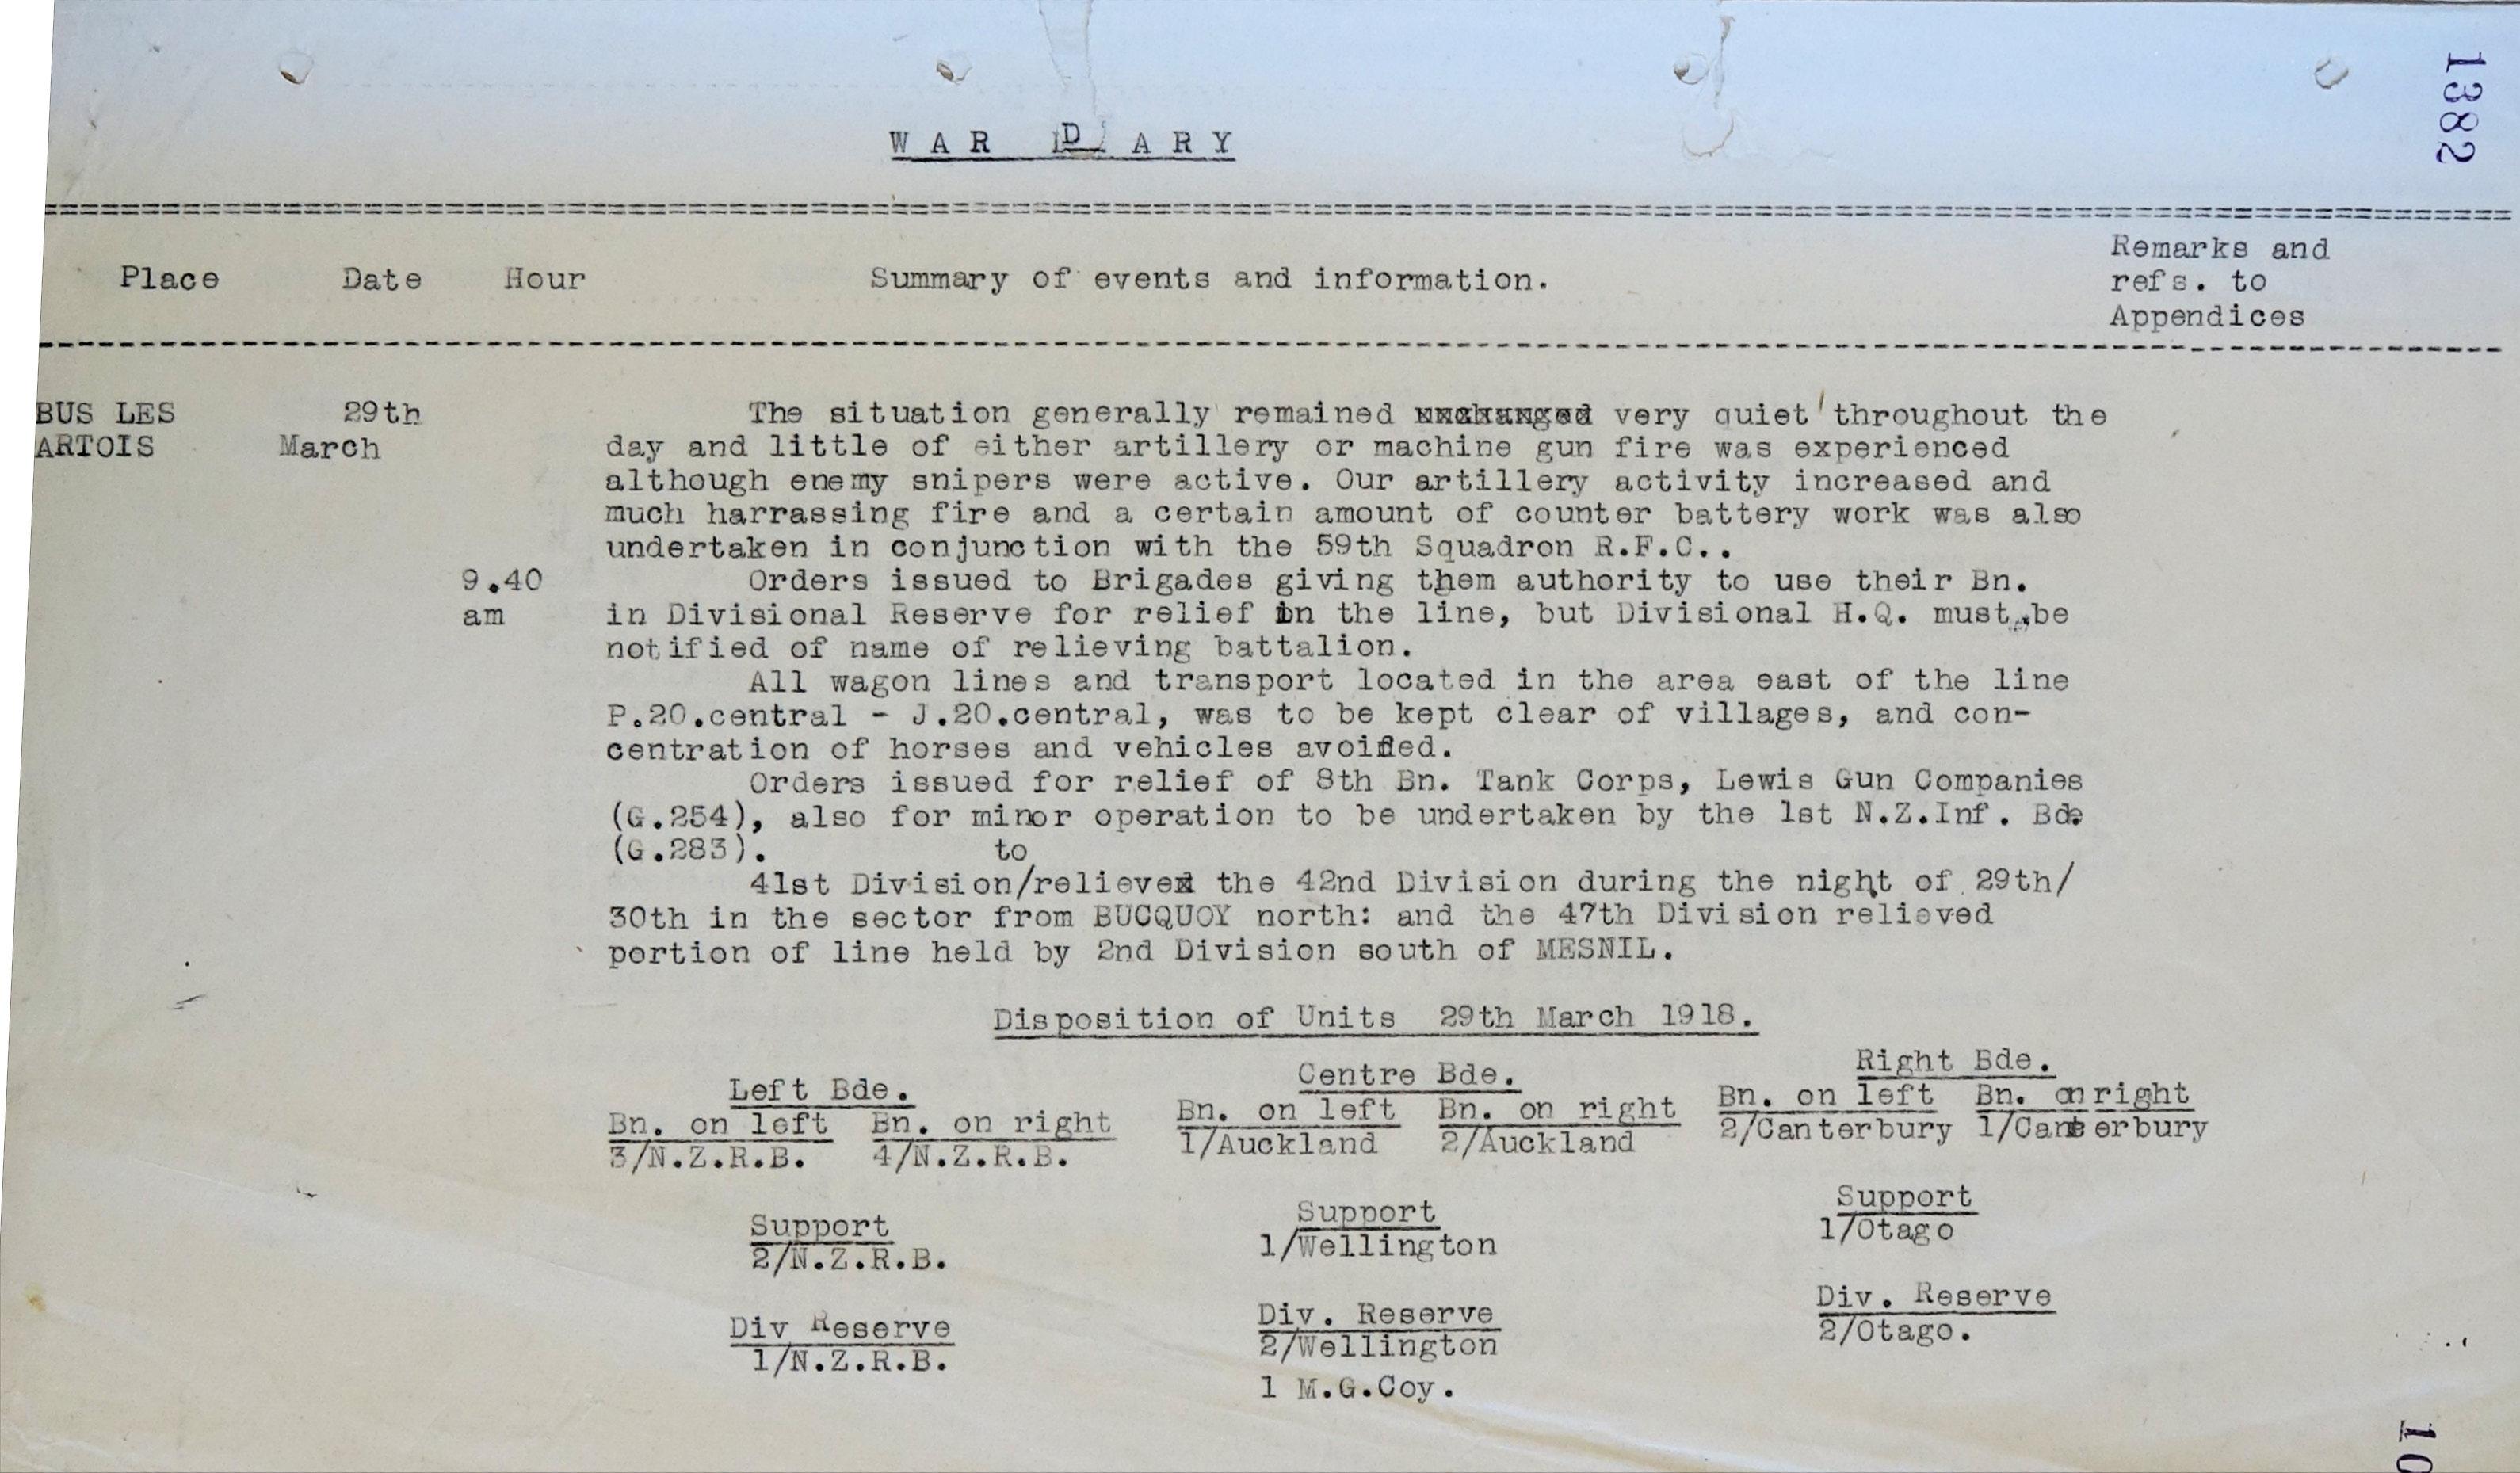 1382
WAR DIARY
Place Date Hour Summary of events and information. Remarks and refs. to Appendices
BUS LES ARTOIS 29th March
The situation generally remained unchanged very quiet throughout the
day and little of either artillery or machine gun fire was experienced
although enemy snipers were active. Our artillery activity increased and
much harrassing fire and a certain amount of counter battery work was also
undertaken in conjunction with the 59th Squadron R.F.C..
9.40 am
Orders issued to Brigades giving them authority to use their Bn.
in Divisional Reserve for relief in the line, but Divisional H.Q. must be
notified of name of relieving battalion.
All wagon lines and transport located in the area east of the line
P.20.central - J.20.central, was to be kept clear of villages, and con-
centration of horses and vehicles avoided.
Orders issued for relief of 8th Bn. Tank Corps, Lewis Gun Companies
(G.254), also for minor operation to be undertaken by the 1st N.Z.Inf. Bde
(G.283).
to
41st Division/relieve the 42nd Division during the night of 29th/
30th in the sector from BUCQUOY north: and the 47th Division relieved
portion of line held by 2nd Division south of MESNIL.
Disposition of Units 29th March 1918.
Left Bde. Centre Bde. Right Bde.
Bn. on left Bn. on right Bn. on left Bn. on right Bn. on left Bn. on right
3/N.Z.R.B. 4/N.Z.R.B. 1/Auckland 2/Auckland 2/Canterbury 1/Canterbury
Support Support Support
2/N.Z.R.B. 1/Wellington 1/Otago
Div Reserve Div. Reserve Div. Reserve
1/N.Z.R.B. 2/Wellington 2/Otago.
1 M.G.Coy.
10